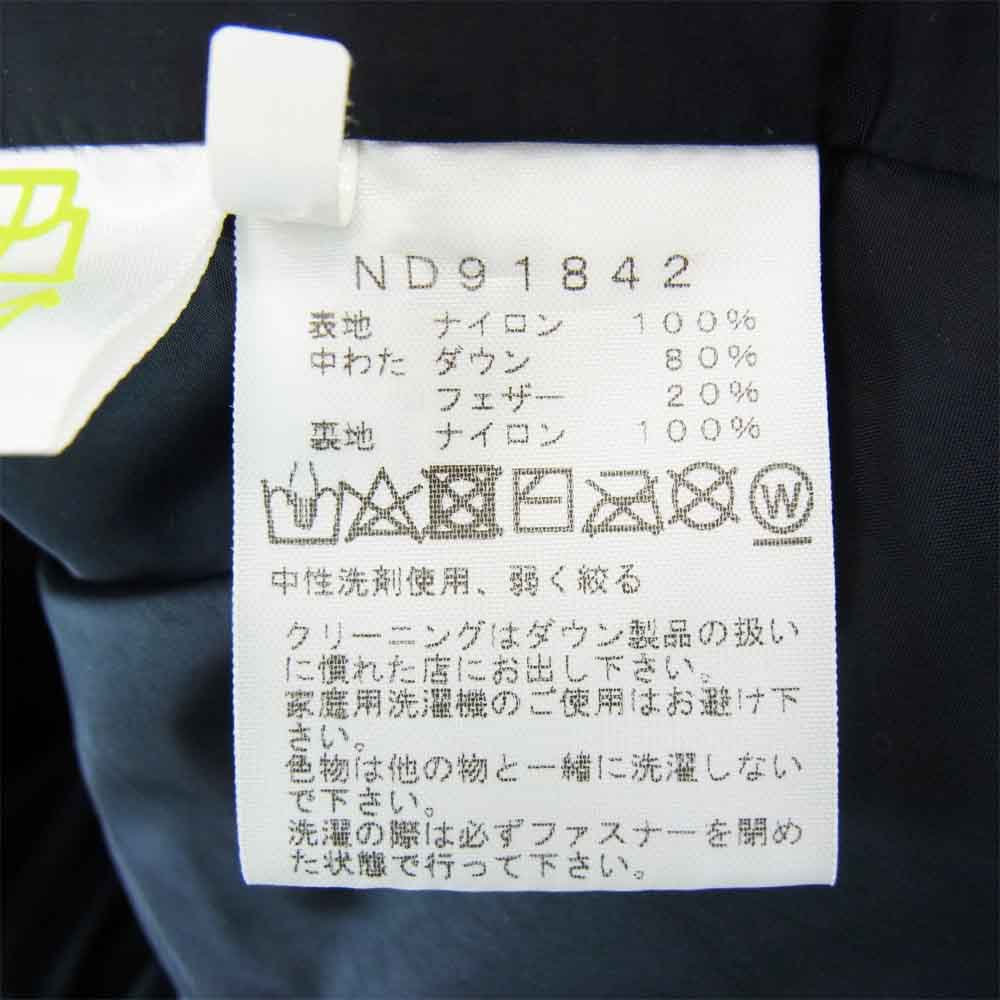 ND91842
表地 ナイロン 100%
中わた ダウン 80%
フェザー 20%
裏地 ナイロン 100%
W
中性洗剤使用、弱く絞る
クリーニングはダウン製品の扱い
に慣れた店にお出し下さい。
家庭用洗濯機のご使用はお避け下
さい。
色物は他の物と一緒に洗濯しない
で下さい。
洗濯の際は必ずファスナーを閉め
た状態で行って下さい。